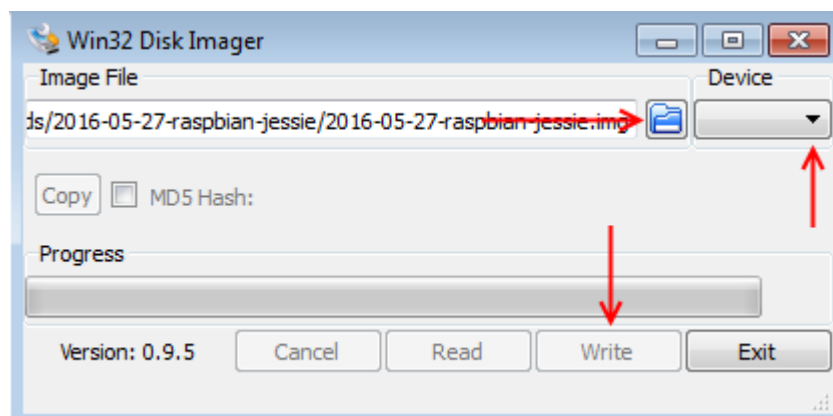 Win32 Disk Imager
Image File
Device
ds/2016-05-27-raspbian-jessie/2016-05-27-raspbian-jessie.img
Copy
MD5 Hash:
Progress
Version: 0.9.5
Cancel
Read
Write
Exit